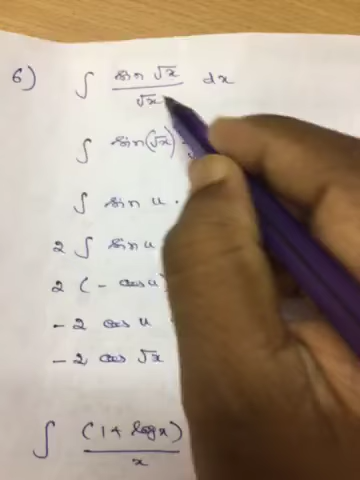 6) ∫ sin √x / √x dx
∫ sin(√x)
∫ sin u .
2 ∫ sin u
2 (- cos u
- 2 cos u
- 2 cos √x
∫ (1+ log x) / x